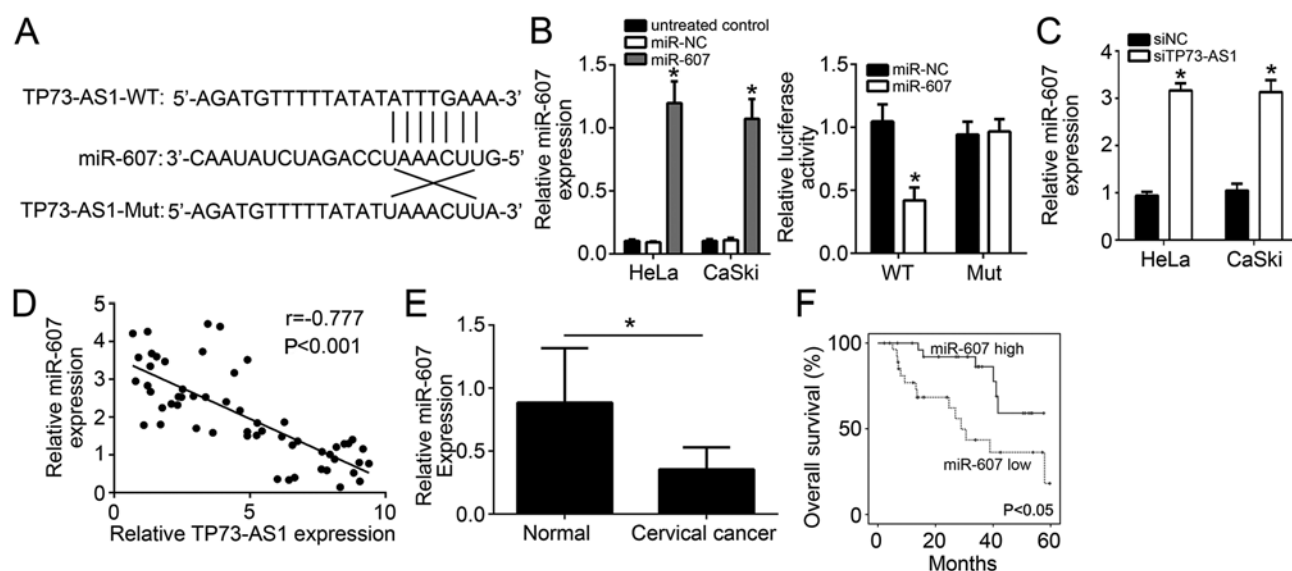 A
TP73-AS1-WT: 5'-AGATGTTTTTATATATTTGAAA-3'
miR-607: 3'-CAAUAUCUAGACCUAAACUUG-5'
TP73-AS1-Mut: 5'-AGATGTTTTTATATUAAACUUA-3'
B
untreated control
miR-NC
miR-607
Relative miR-607
expression
1.5
1.0
0.5
0.0
*
*
HeLa
CaSki
miR-NC
miR-607
Relative luciferase
activity
1.5
1.0
0.5
0.0
*
WT
Mut
C
siNC
siTP73-AS1
Relative miR-607
expression
3
2
1
0
*
*
HeLa
CaSki
D
Relative miR-607
expression
5
4
3
2
1
0
r=-0.777
P<0.001
0
5
10
Relative TP73-AS1 expression
E
Relative miR-607
Expression
1.5
1.0
0.5
0.0
*
Normal
Cervical cancer
F
Overall survival (%)
100
50
0
miR-607 high
miR-607 low
P<0.05
0
20
40
60
Months